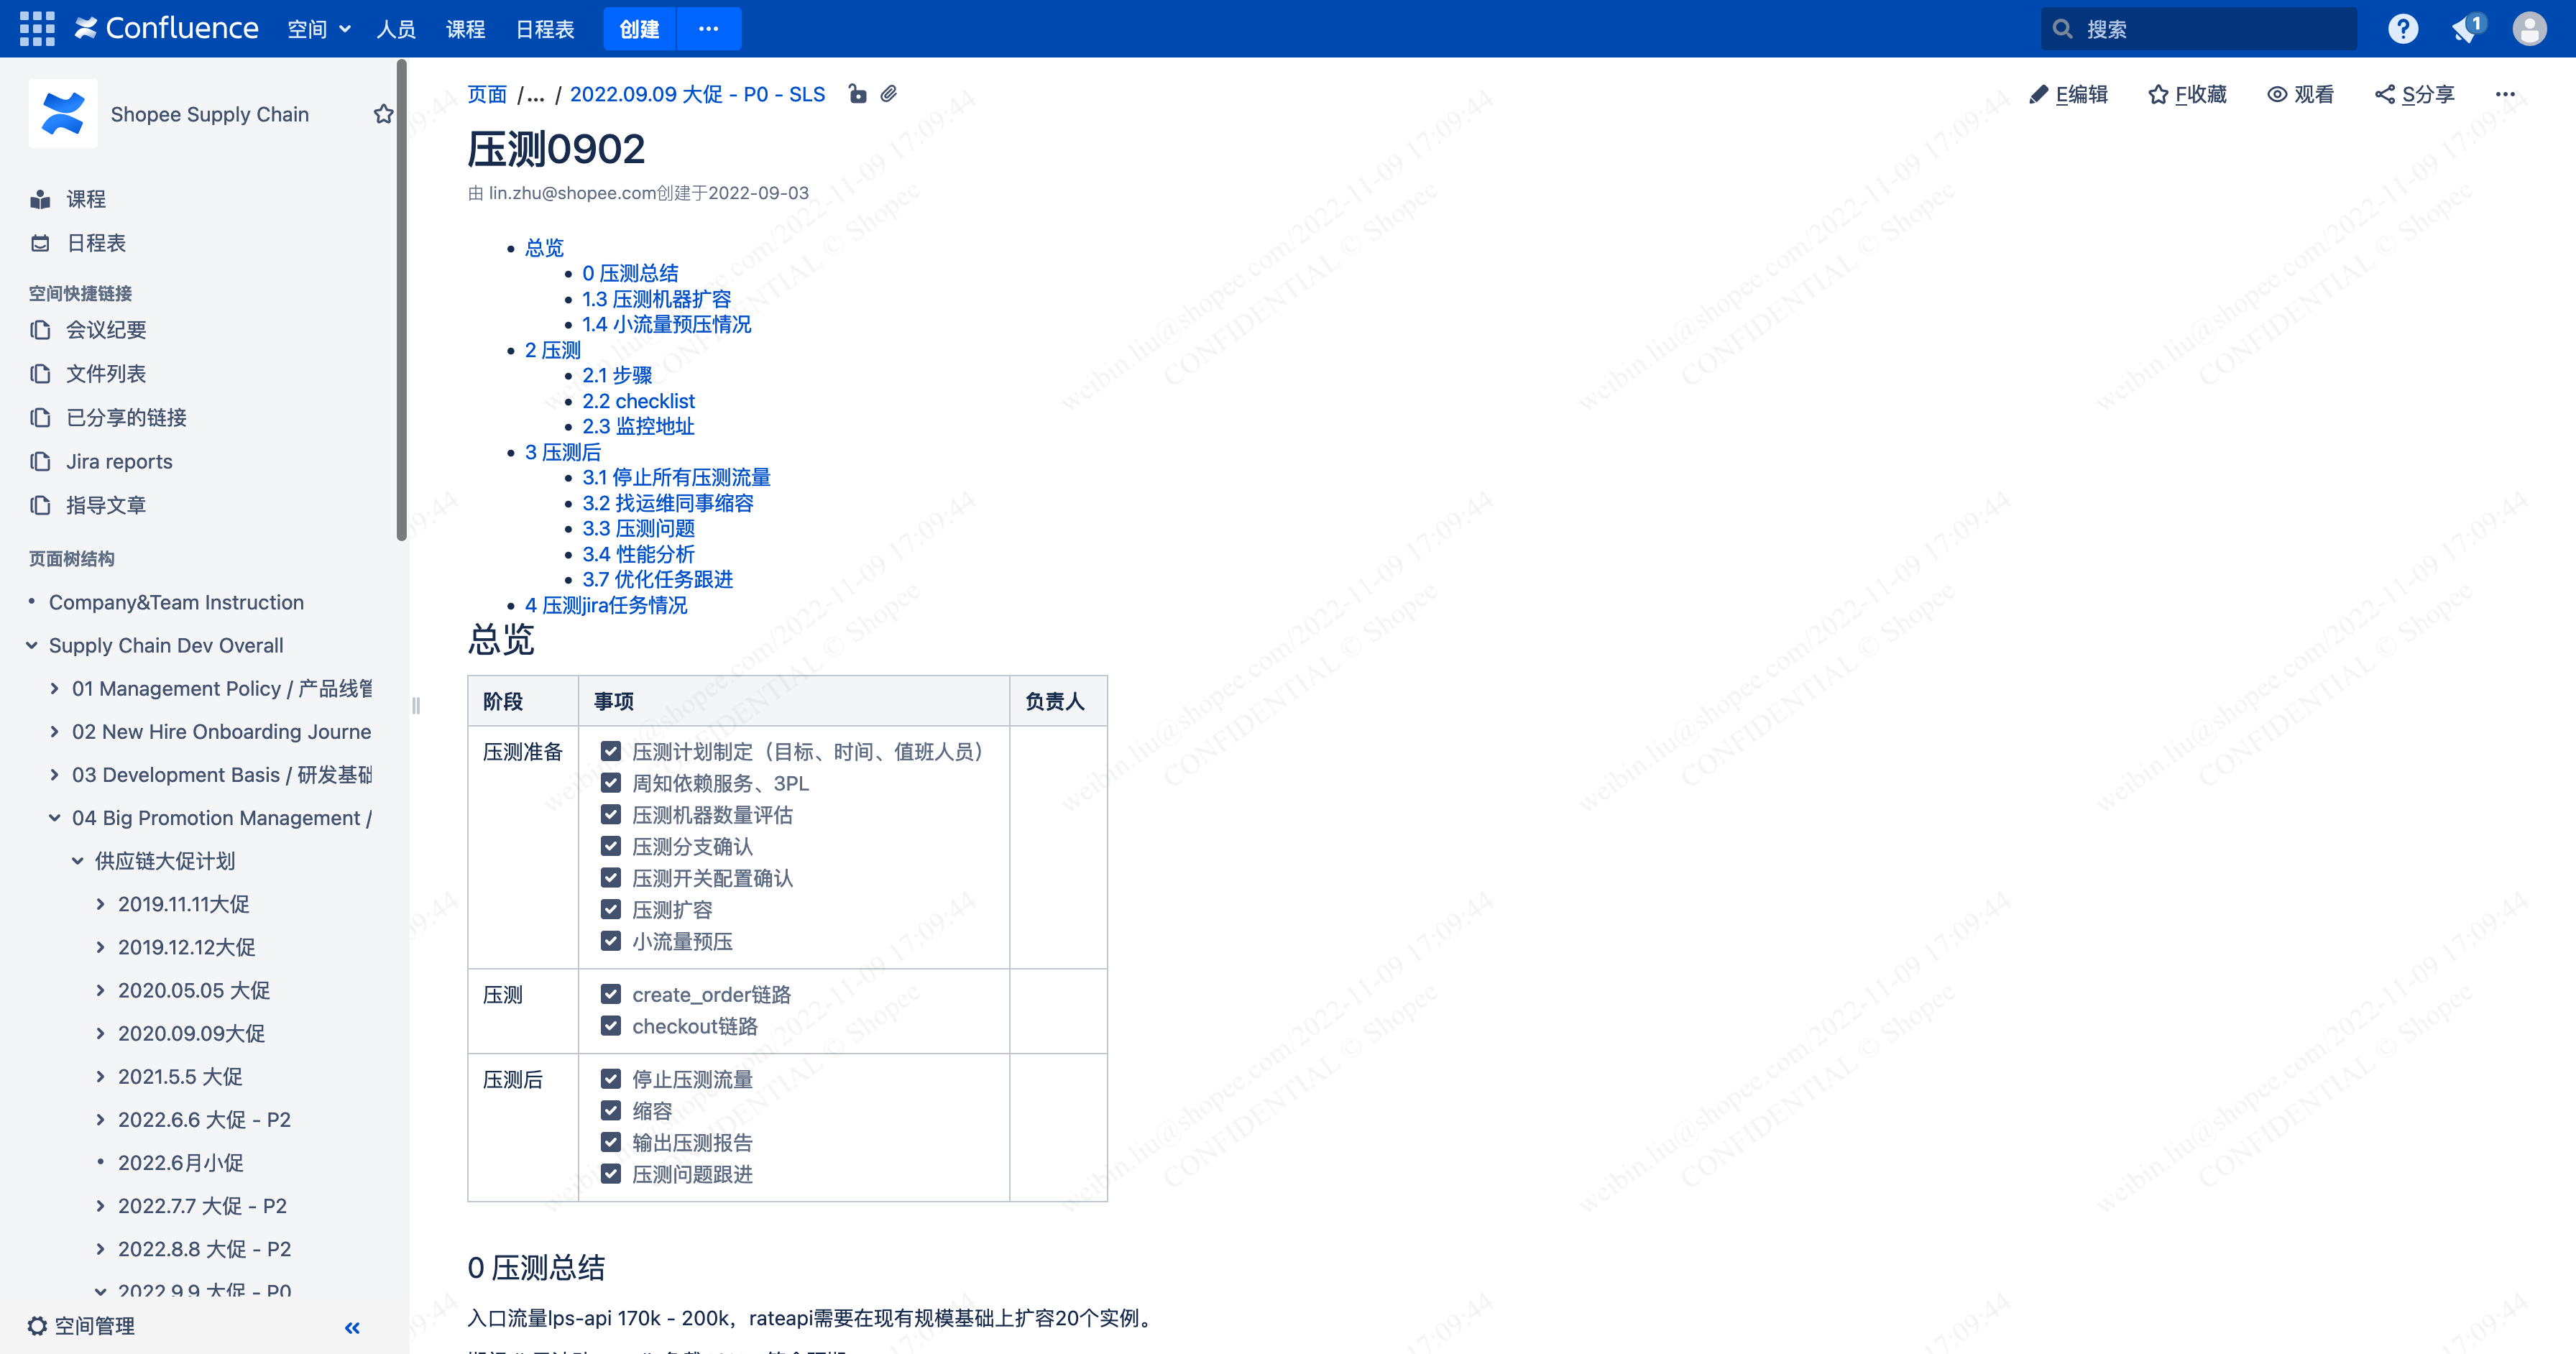 Confluence
空间
人员
课程
日程表
创建
搜索
1
Shopee Supply Chain
课程
日程表
空间快捷链接
会议纪要
文件列表
已分享的链接
Jira reports
指导文章
页面树结构
Company&Team Instruction
Supply Chain Dev Overall
01 Management Policy / 产品线管
02 New Hire Onboarding Journe
03 Development Basis / 研发基础
04 Big Promotion Management /
供应链大促计划
2019.11.11大促
2019.12.12大促
2020.05.05 大促
2020.09.09大促
2021.5.5 大促
2022.6.6 大促 - P2
2022.6月小促
2022.7.7 大促 - P2
2022.8.8 大促 - P2
2022.9.9 大促 - P0
空间管理
页面 /... / 2022.09.09 大促 - P0 - SLS
E编辑
F收藏
观看
S分享
压测0902
由 lin.zhu@shopee.com创建于2022-09-03
总览
0 压测总结
1.3 压测机器扩容
1.4 小流量预压情况
2 压测
2.1 步骤
2.2 checklist
2.3 监控地址
3 压测后
3.1 停止所有压测流量
3.2 找运维同事缩容
3.3 压测问题
3.4 性能分析
3.7 优化任务跟进
4 压测jira任务情况
总览
阶段 事项 负责人
压测准备
压测计划制定（目标、时间、值班人员）
周知依赖服务、3PL
压测机器数量评估
压测分支确认
压测开关配置确认
压测扩容
小流量预压
压测
create_order链路
checkout链路
压测后
停止压测流量
缩容
输出压测报告
压测问题跟进
0 压测总结
入口流量lps-api 170k - 200k，rateapi需要在现有规模基础上扩容20个实例。
weibin.liu@shopee.com/2022-11-09 17:09:44
CONFIDENTIAL © Shopee